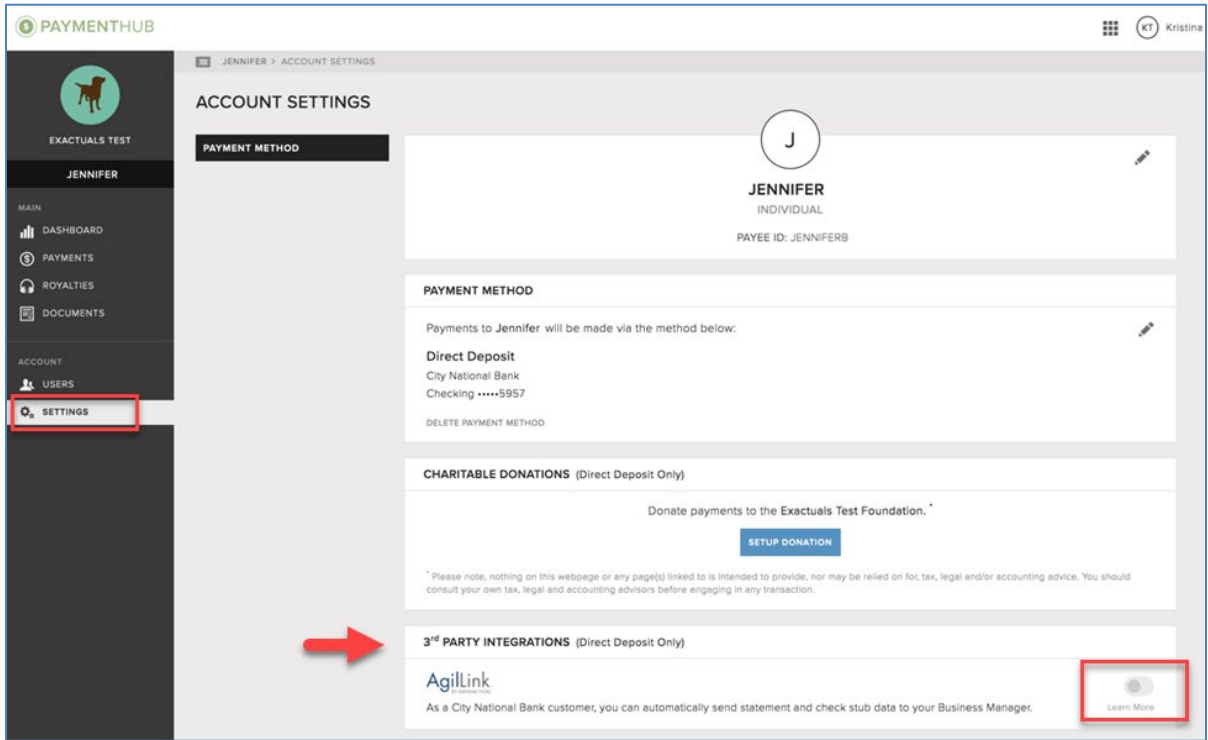 PAYMENTHUB
KT Kristina
JENNIFER > ACCOUNT SETTINGS
EXACTUALS TEST
JENNIFER
MAIN
DASHBOARD
PAYMENTS
ROYALTIES
DOCUMENTS
ACCOUNT
USERS
SETTINGS
ACCOUNT SETTINGS
PAYMENT METHOD
J
JENNIFER
INDIVIDUAL
PAYEE ID: JENNIFERB
PAYMENT METHOD
Payments to Jennifer will be made via the method below:
Direct Deposit
City National Bank
Checking •••••5957
DELETE PAYMENT METHOD
CHARITABLE DONATIONS (Direct Deposit Only)
Donate payments to the Exactuals Test Foundation. *
SETUP DONATION
* Please note, nothing on this webpage or any page(s) linked to is intended to provide, nor may be relied on for, tax, legal and/or accounting advice. You should
consult your own tax, legal and accounting advisors before engaging in any transaction.
3rd PARTY INTEGRATIONS (Direct Deposit Only)
AgilLink
As a City National Bank customer, you can automatically send statement and check stub data to your Business Manager.
Learn More